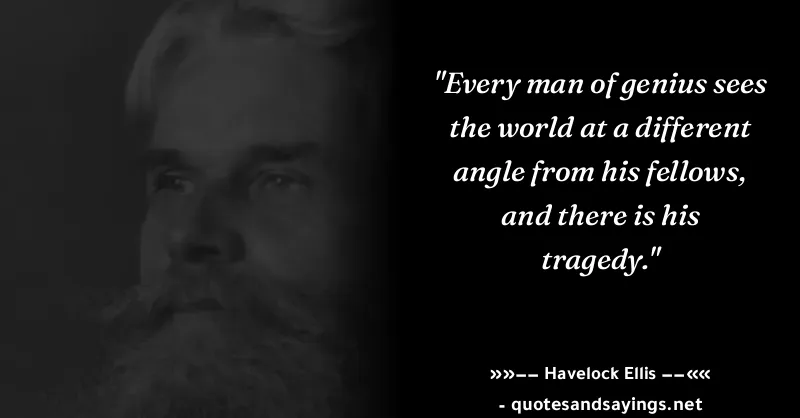 "Every man of genius sees
the world at a different
angle from his fellows,
and there is his
tragedy."
»»–– Havelock Ellis ––««
- quotesandsayings.net